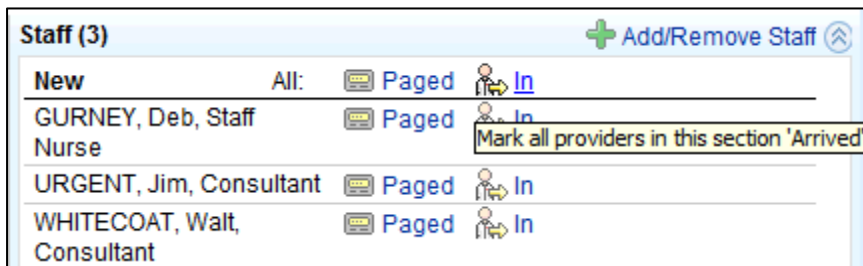 Staff (3) Add/Remove Staff
New All: Paged In
GURNEY, Deb, Staff Paged In
Nurse Mark all providers in this section 'Arrived'
URGENT, Jim, Consultant Paged In
WHITECOAT, Walt, Paged In
Consultant